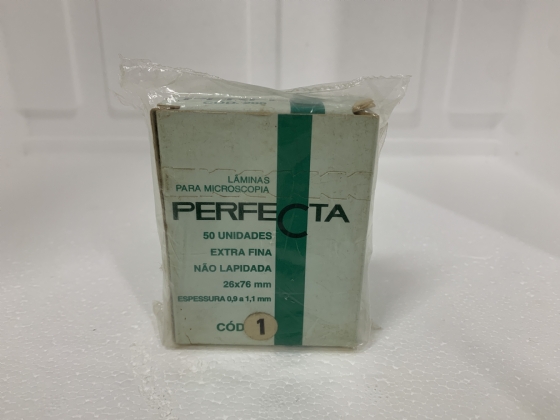 LÂMINAS
PARA MICROSCOPIA
PERFECTA
50 UNIDADES
EXTRA FINA
NÃO LAPIDADA
26x76 mm
ESPESSURA 0,9 a 1,1 mm
CÓD 1